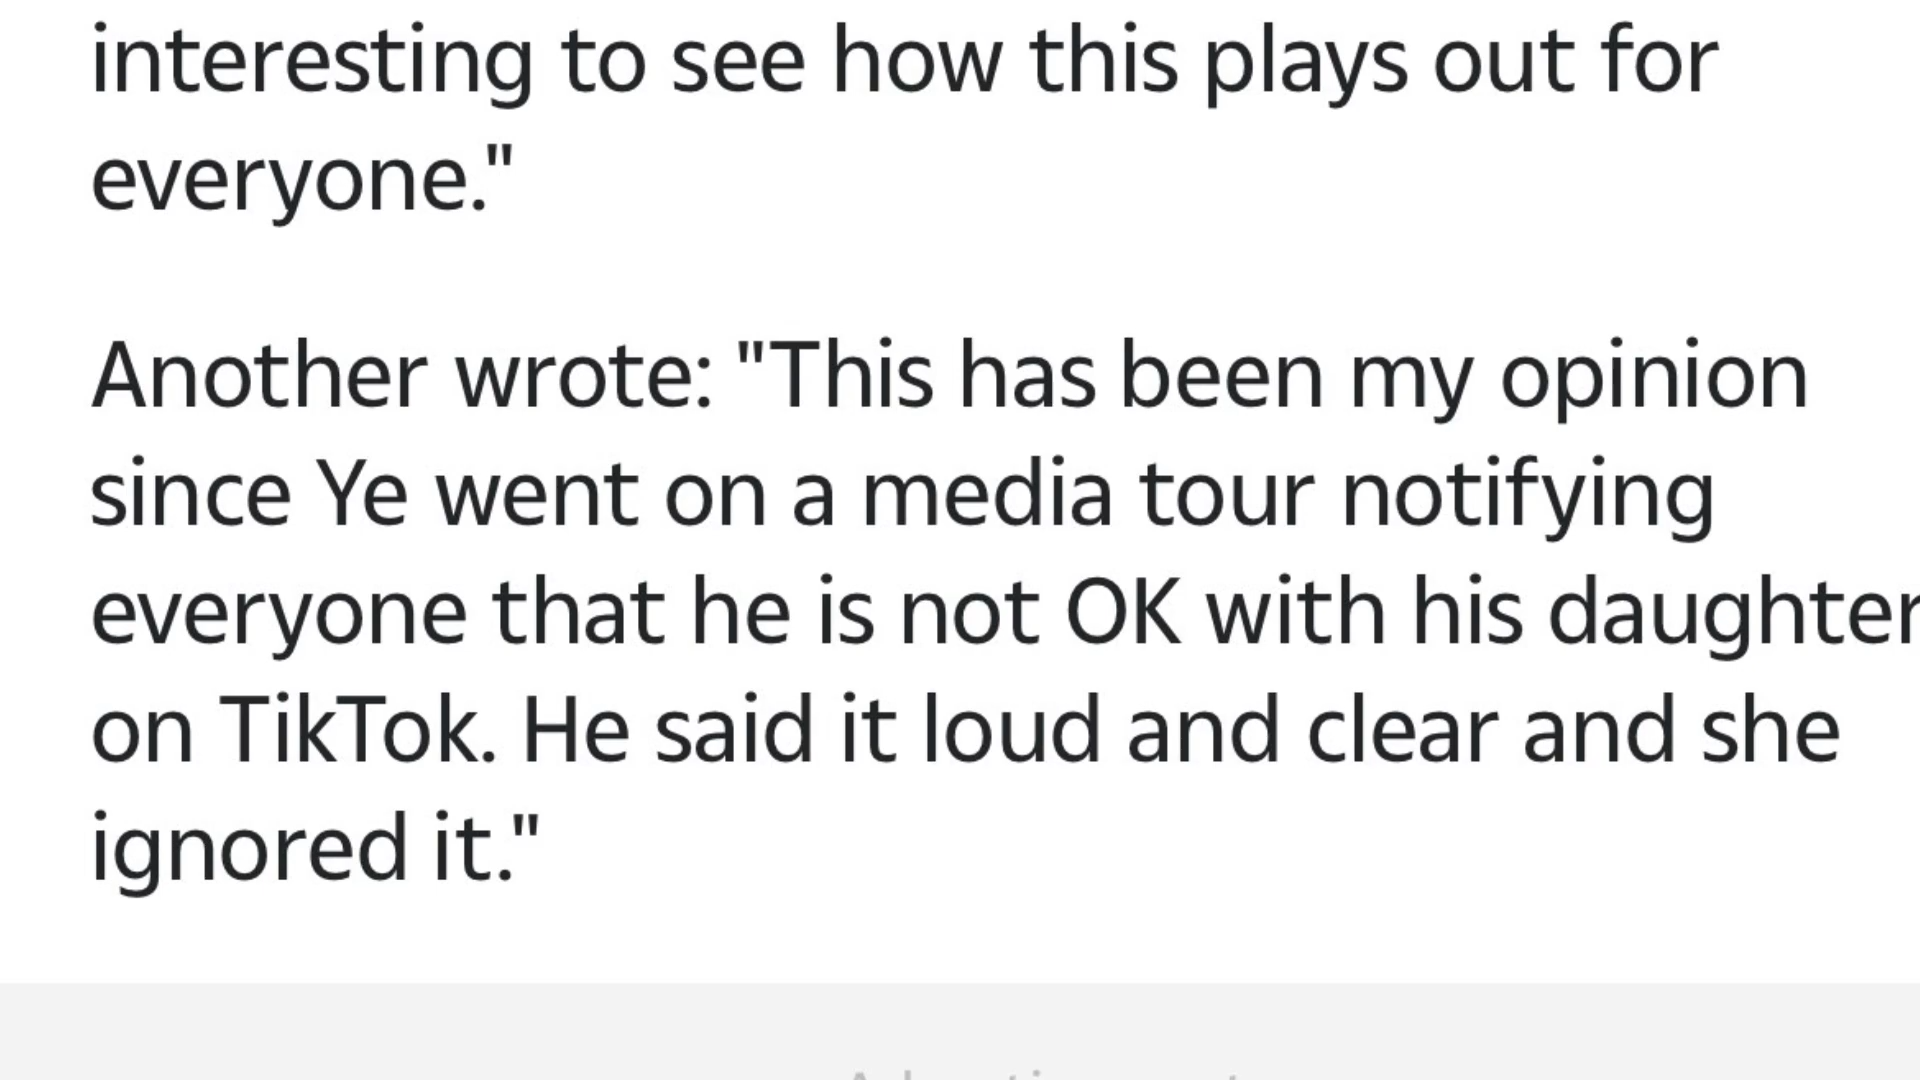 interesting to see how this plays out for
everyone."
Another wrote: "This has been my opinion
since Ye went on a media tour notifying
everyone that he is not OK with his daughter
on TikTok. He said it loud and clear and she
ignored it."